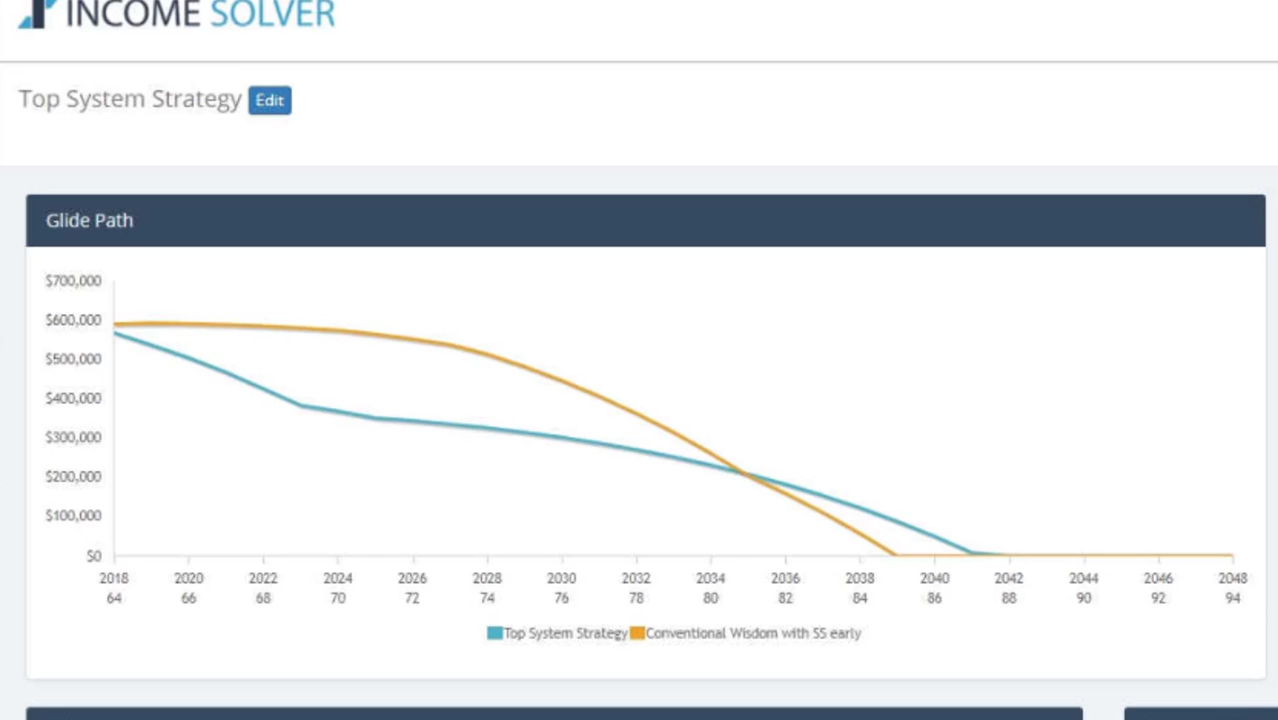 INCOME SOLVER
Top System Strategy Edit
Glide Path
$700,000
$600,000
$500,000
$400,000
$300,000
$200,000
$100,000
$0
2018 2020 2022 2024 2026 2028 2030 2032 2034 2036 2038 2040 2042 2044 2046 2048
64 66 68 70 72 74 76 78 80 82 84 86 88 90 92 94
Top System Strategy Conventional Wisdom with SS early